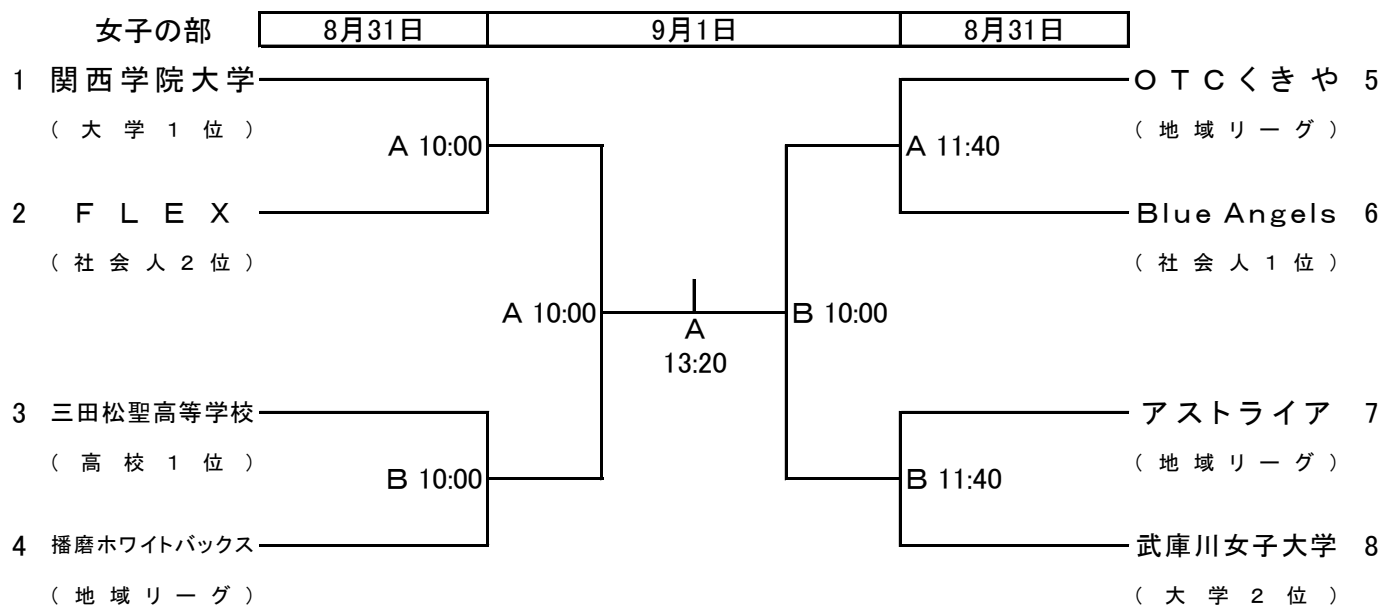 女子の部 8月31日 9月1日 8月31日
1 関西学院大学
(大学1位)
A 10:00
2 FLEX
(社会人2位)
A 10:00
3 三田松聖高等学校
(高校1位)
B 10:00
4 播磨ホワイトバックス
(地域リーグ)
A
13:20
OTCくきや 5
(地域リーグ)
A 11:40
Blue Angels 6
(社会人1位)
B 10:00
アストライア 7
(地域リーグ)
B 11:40
武庫川女子大学 8
(大学2位)